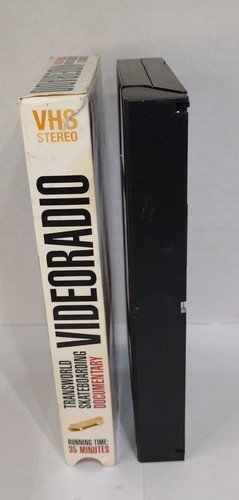 VHS
STEREO
VIDEORADIO
TRANSWORLD
SKATEBOARDING
DOCUMENTARY
RUNNING TIME:
35 MINUTES